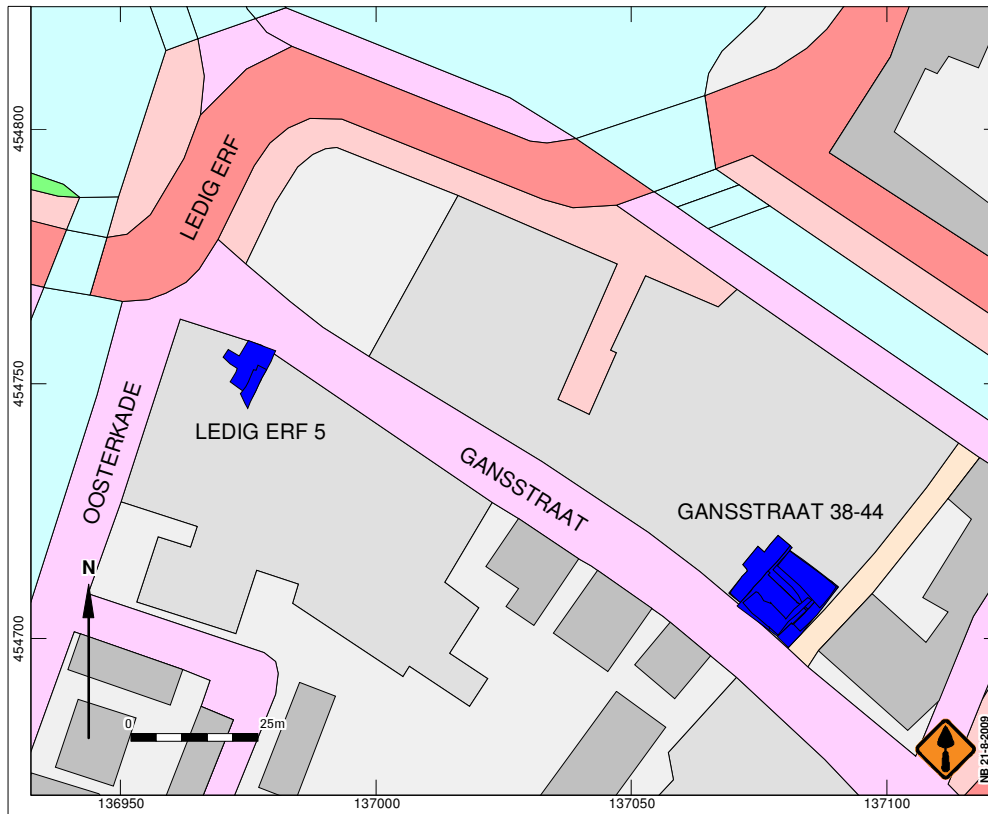 454800
LEDIG ERF
454750
LEDIG ERF 5
OOSTERKADE
GANSSTRAAT
GANSSTRAAT 38-44
N
454700
0
25m
NB 21-8-2009
136950
137000
137050
137100